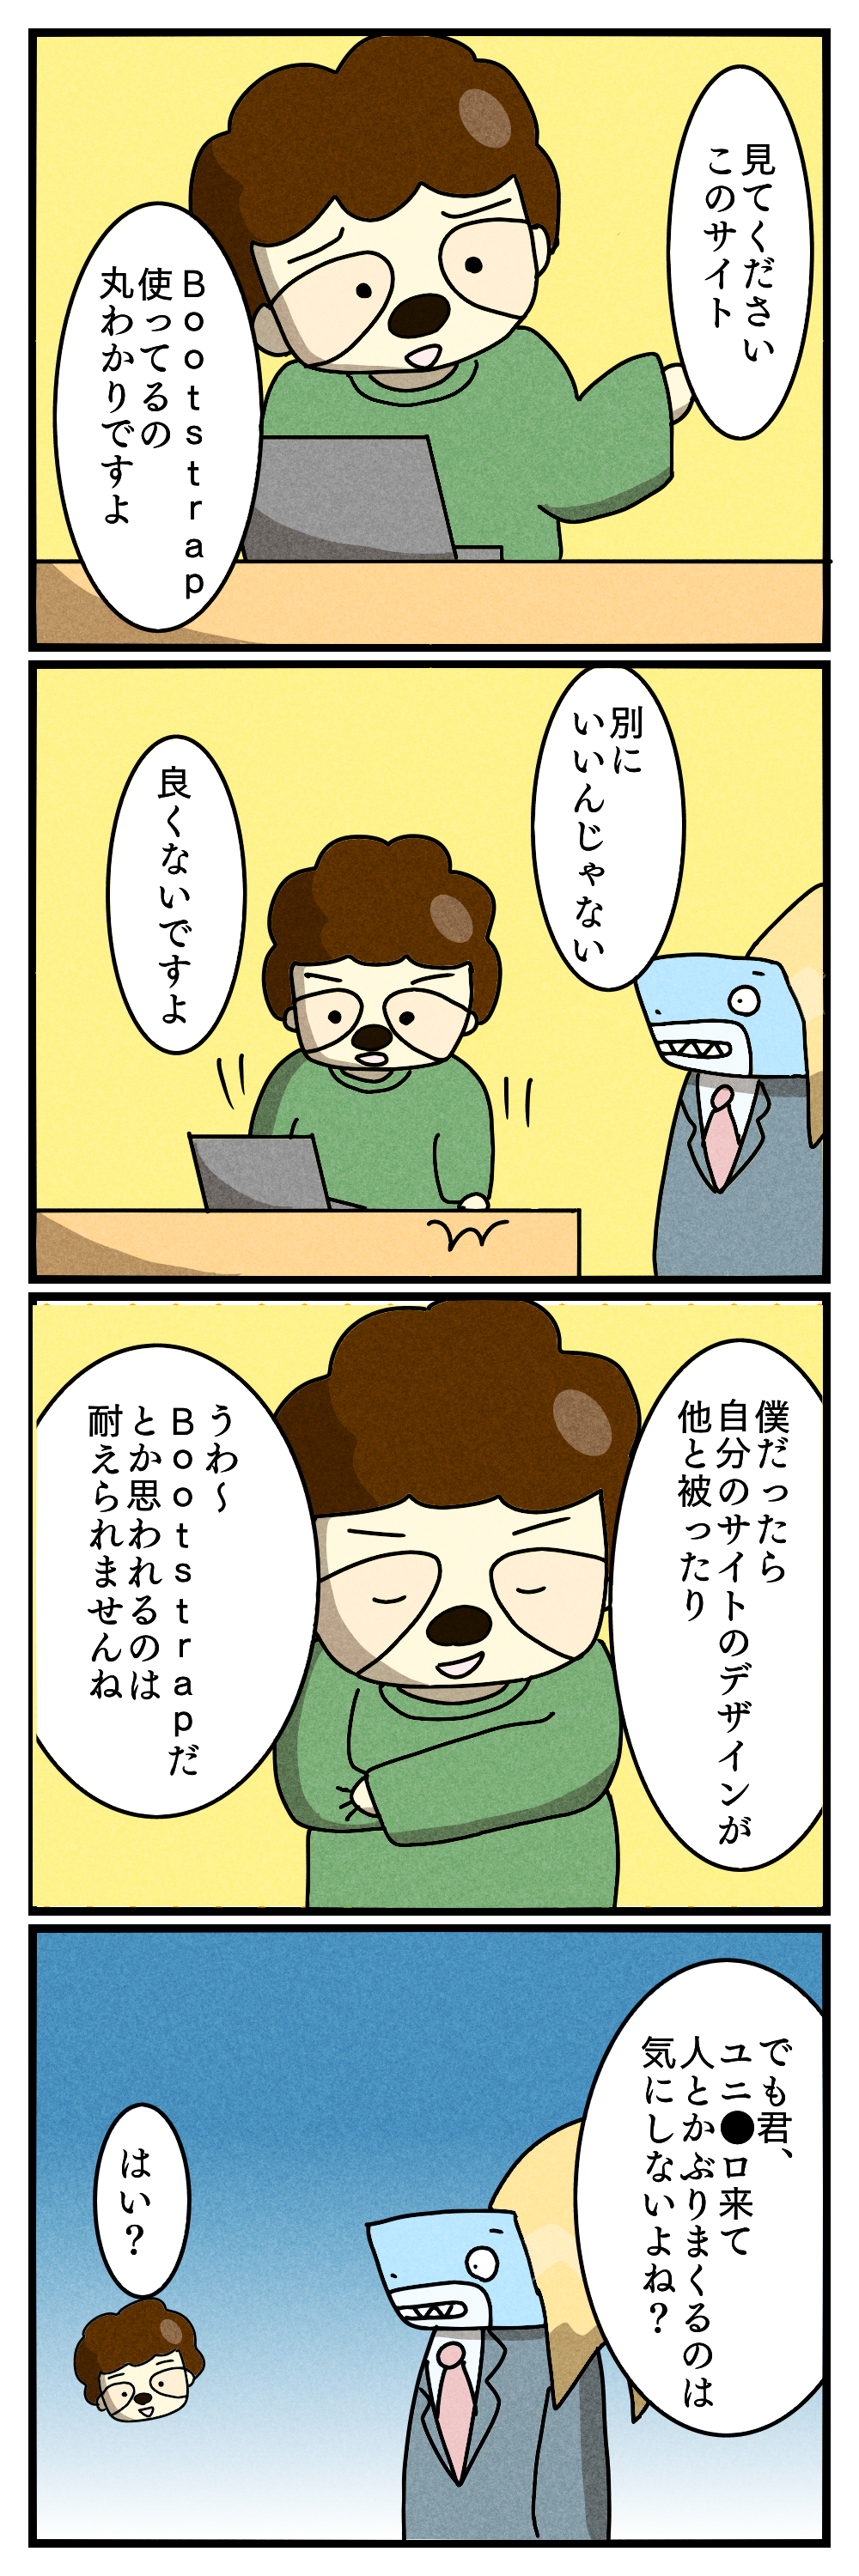 見てください
このサイト
Bootstrap
使ってるの
丸わかりですよ
別に
いいんじゃない
良くないですよ
僕だったら
自分のサイトのデザインが
他と被ったり
うわ～
Bootstrapだ
とか思われるのは
耐えられませんね
でも君、
ユニ●ロ来て
人とかぶりまくるのは
気にしないよね？
はい？